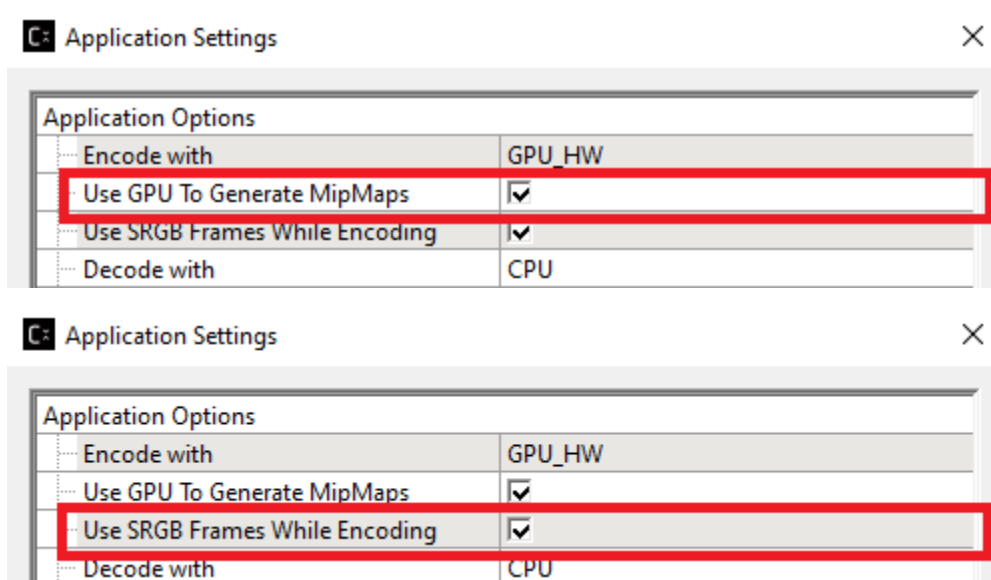 Application Settings
Application Options
Encode with GPU_HW
Use GPU To Generate MipMaps
Use SRGB Frames While Encoding
Decode with CPU
Application Settings
Application Options
Encode with GPU_HW
Use GPU To Generate MipMaps
Use SRGB Frames While Encoding
Decode with CPU